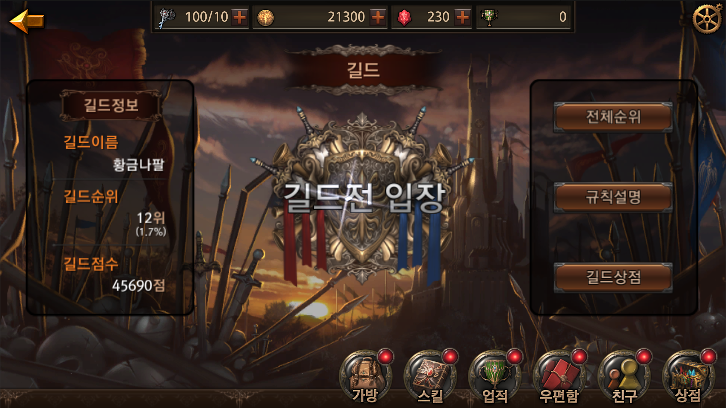 100/10 21300 230 0
길드
길드정보
길드이름
황금나팔
길드순위
12위
(1.7%)
길드점수
45690점
길드전 입장
전체순위
규칙설명
길드상점
가방 스킬 업적 우편함 친구 상점